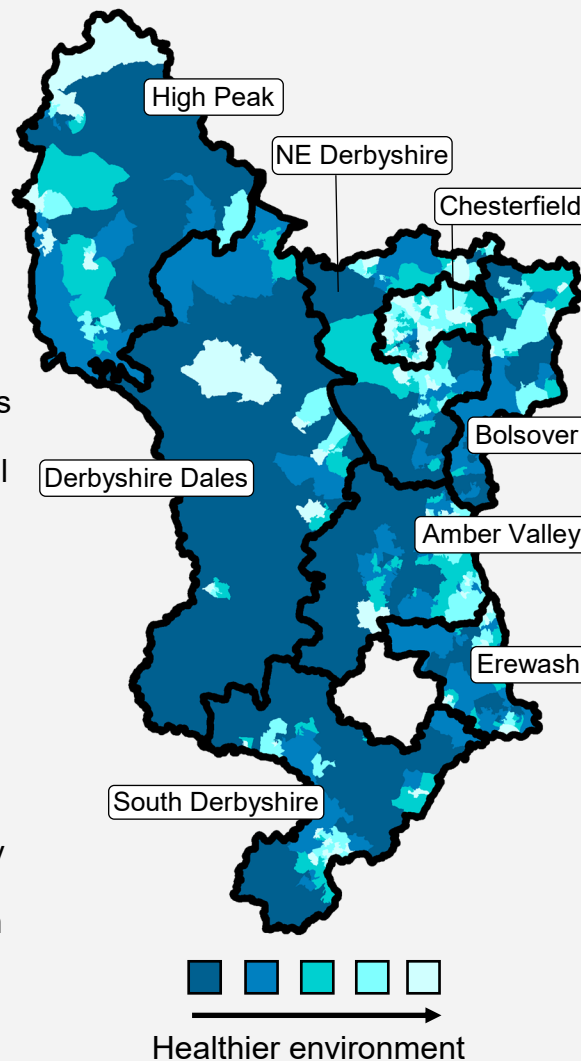 High Peak
NE Derbyshire
Chesterfield
s
Bolsover
l
Derbyshire Dales
Amber Valley
Erewash
South Derbyshire
y
Healthier environment